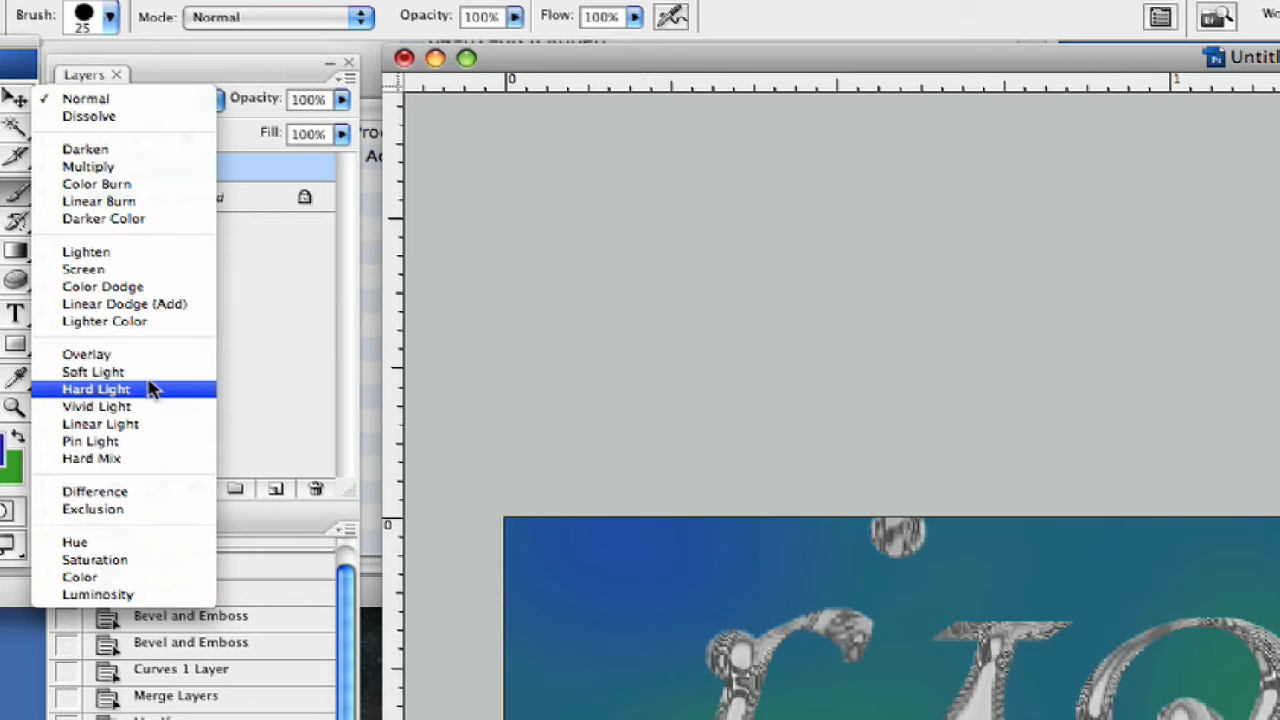 Brush:
25
Mode: Normal
Opacity: 100%
Flow: 100%
Layers
Untitl
Normal
Dissolve
Darken
Multiply
Color Burn
Linear Burn
Darker Color
Lighten
Screen
Color Dodge
Linear Dodge (Add)
Lighter Color
Overlay
Soft Light
Hard Light
Vivid Light
Linear Light
Pin Light
Hard Mix
Difference
Exclusion
Hue
Saturation
Color
Luminosity
Opacity: 100%
Fill: 100%
0
1
0
Bevel and Emboss
Bevel and Emboss
Curves 1 Layer
Merge Layers